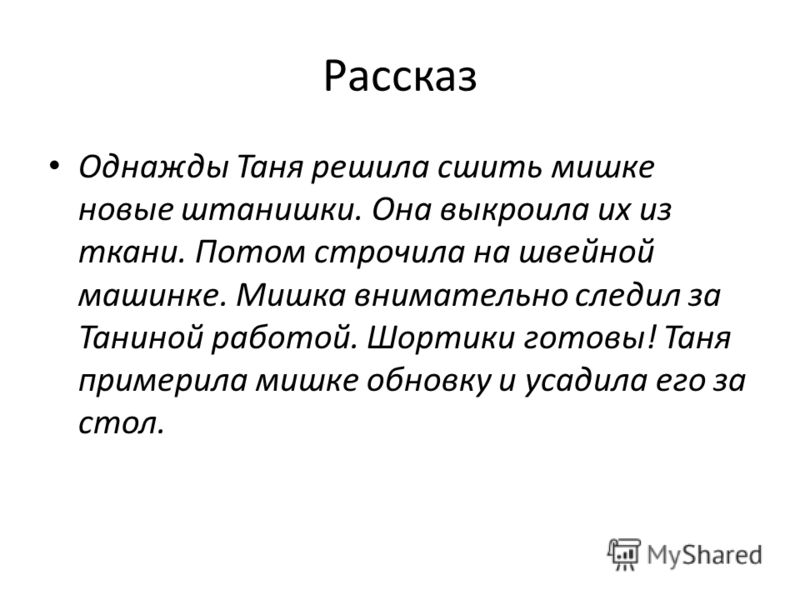 Рассказ
• Однажды Таня решила сшить мишке
новые штанишки. Она выкроила их из
ткани. Потом строчила на швейной
машинке. Мишка внимательно следил за
Таниной работой. Шортики готовы! Таня
примерила мишке обновку и усадила его за
стол.
MyShared